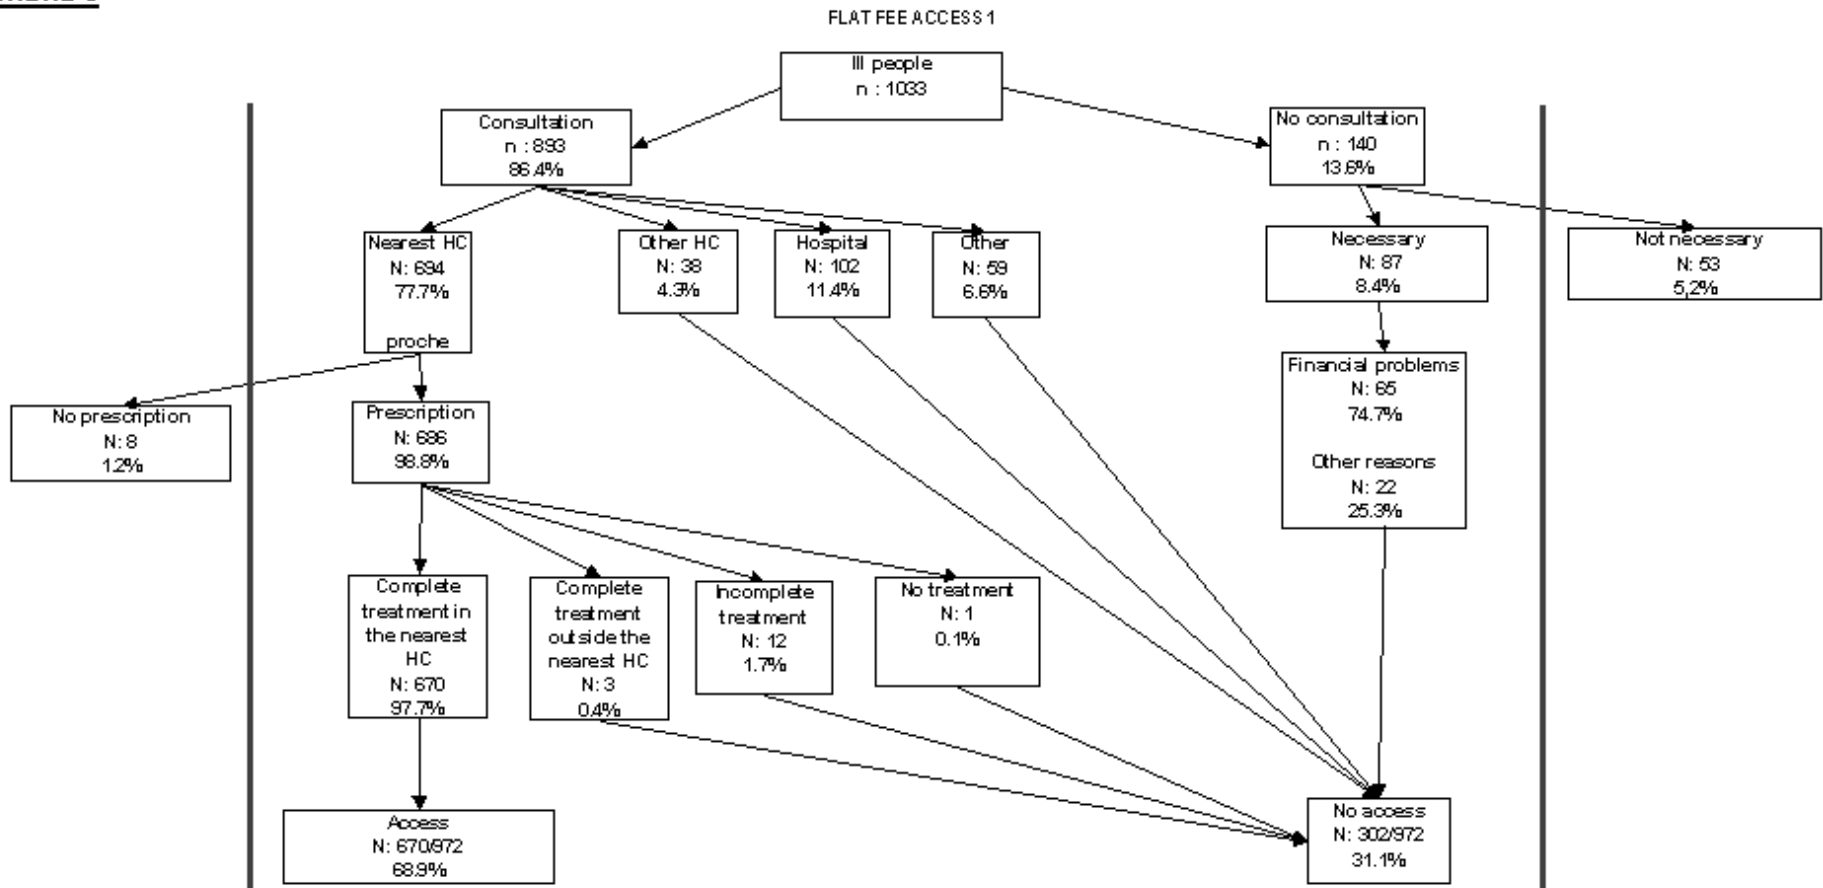 FLAT FEE ACCESS 1
Ill people
n : 1033
Consultation
n : 893
86.4%
No consultation
n : 140
13.6%
Nearest HC
N: 694
77.7%
proche
Other HC
N: 38
4.3%
Hospital
N: 102
11.4%
Other
N: 59
6.6%
Necessary
N: 87
8.4%
Not necessary
N: 53
5,2%
No prescription
N: 8
1.2%
Prescription
N: 686
98.8%
Financial problems
N: 65
74.7%
Other reasons
N: 22
25.3%
Complete
treatment in
the nearest
HC
N: 670
97.7%
Complete
treatment
outside the
nearest HC
N: 3
0.4%
Incomplete
treatment
N: 12
1.7%
No treatment
N: 1
0.1%
Access
N: 670/972
68.9%
No access
N: 302/972
31.1%